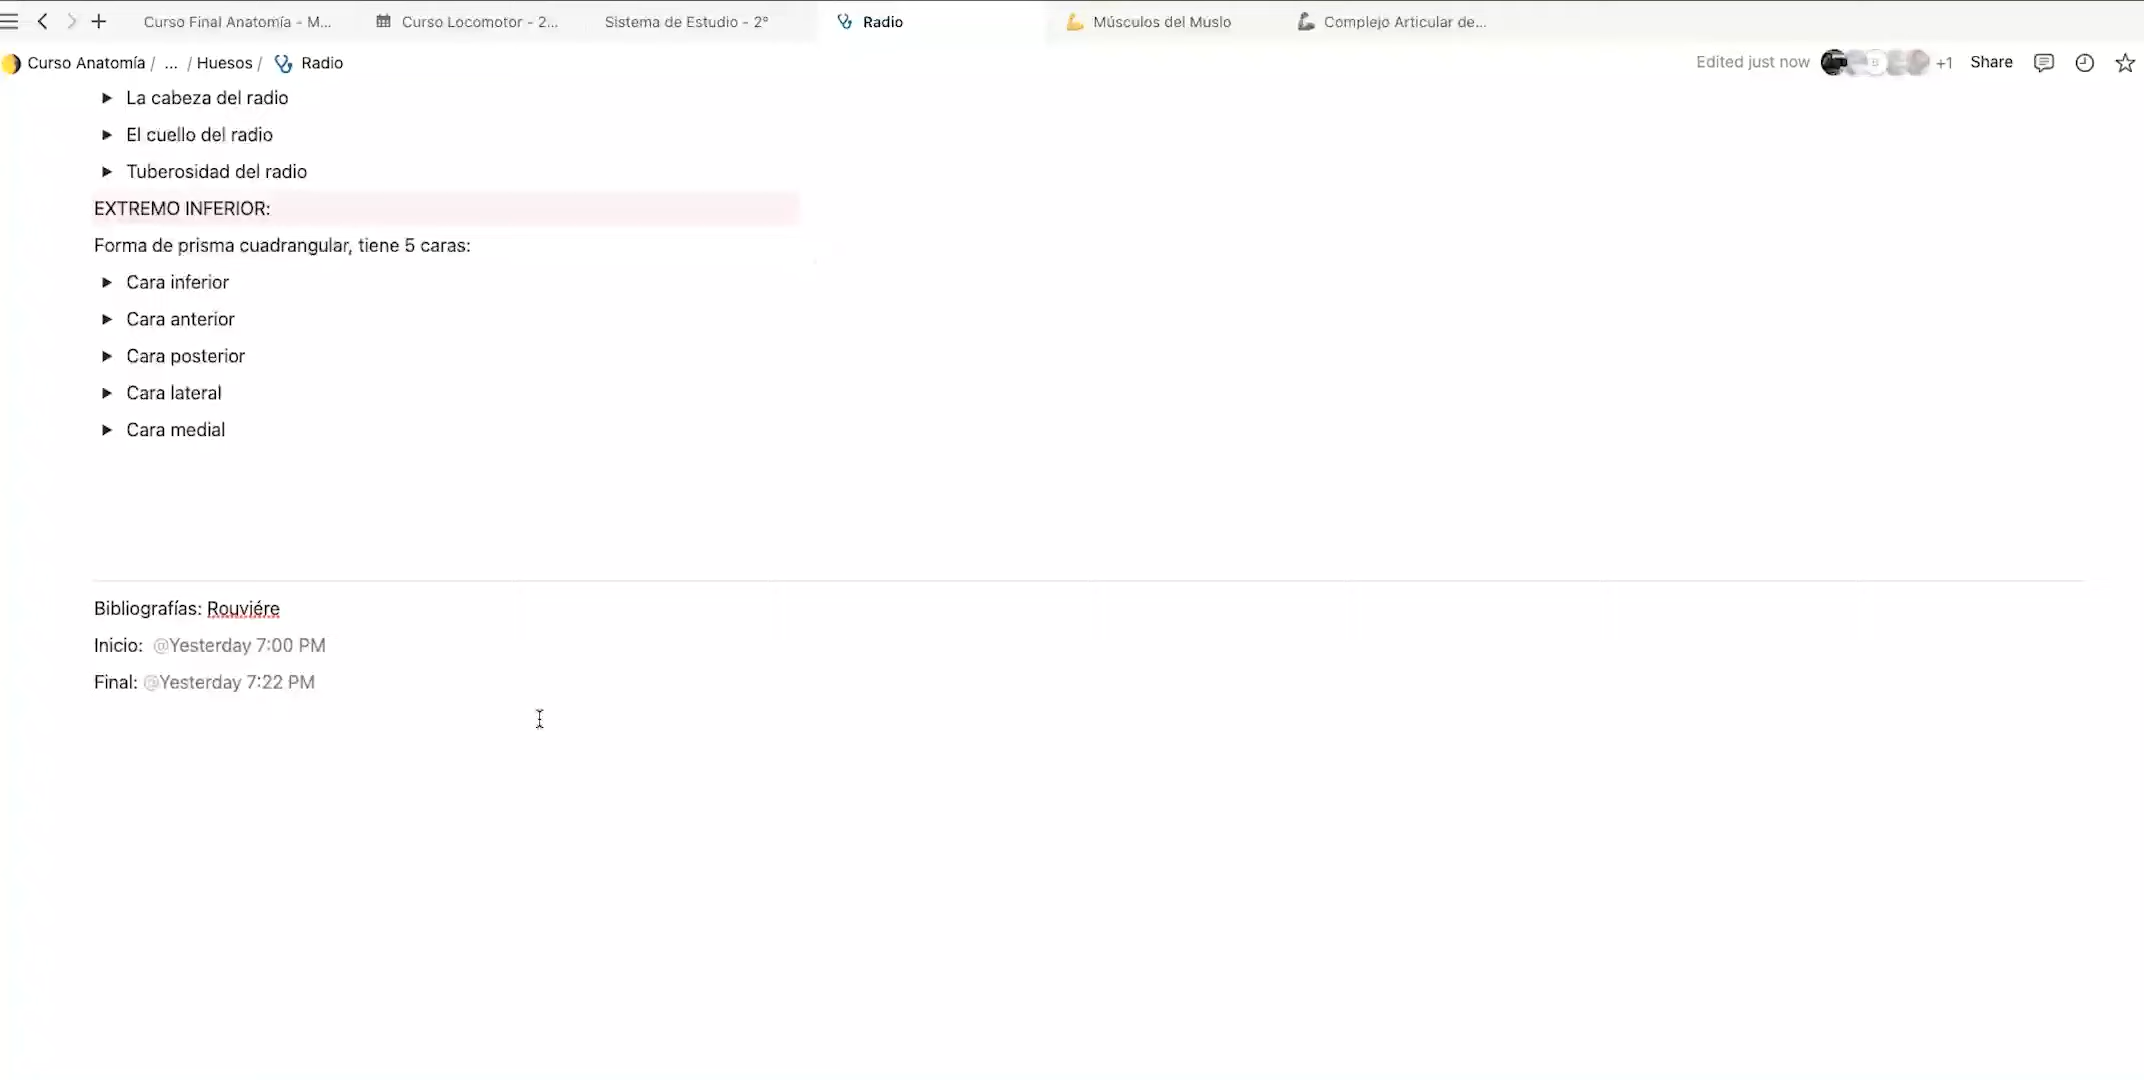 Curso Final Anatomía - M...
Curso Locomotor - 2...
Sistema de Estudio - 2°
Radio
Músculos del Muslo
Complejo Articular de...
Curso Anatomía / ... / Huesos / Radio
Edited just now
+1
Share
La cabeza del radio
El cuello del radio
Tuberosidad del radio
EXTREMO INFERIOR:
Forma de prisma cuadrangular, tiene 5 caras:
Cara inferior
Cara anterior
Cara posterior
Cara lateral
Cara medial
Bibliografías: Rouviére
Inicio: @Yesterday 7:00 PM
Final: @Yesterday 7:22 PM